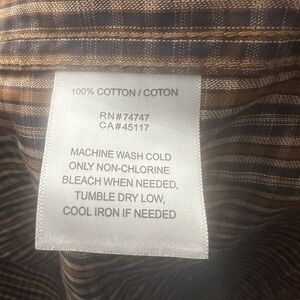 100% COTTON / COTON
RN#74747
CA#45117
MACHINE WASH COLD
ONLY NON-CHLORINE
BLEACH WHEN NEEDED,
TUMBLE DRY LOW,
COOL IRON IF NEEDED